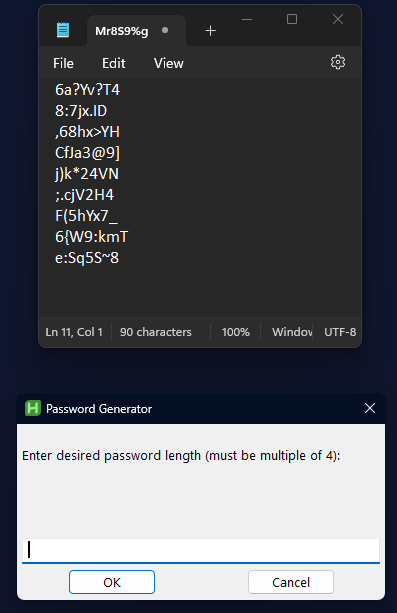 Mr8S9%g
File Edit View
6a?Yv?T4
8:7jx.ID
,68hx>YH
CfJa3@9]
j)k*24VN
;.cjV2H4
F(5hYx7_
6{W9:kmT
e:Sq5S~8
Ln 11, Col 1 90 characters 100% Window UTF-8
Password Generator
Enter desired password length (must be multiple of 4):
OK Cancel